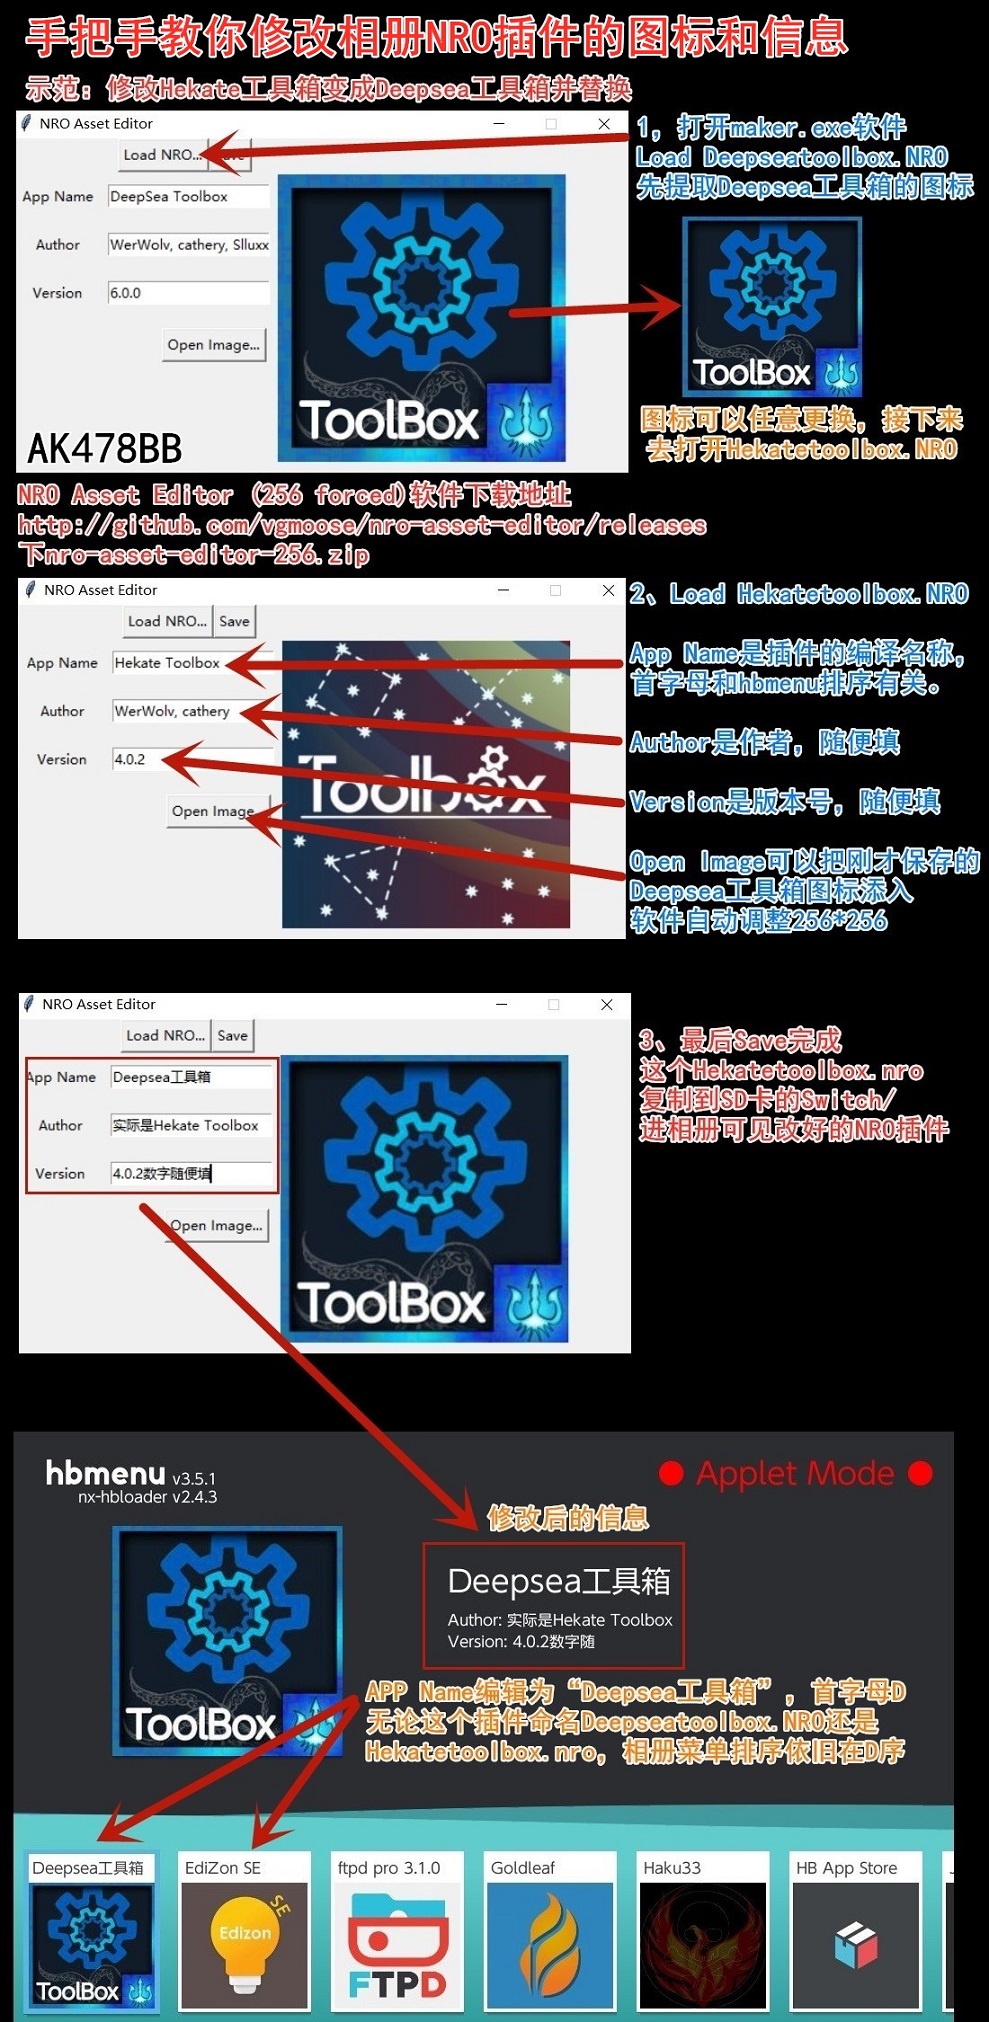 手把手教你修改相册NRO插件的图标和信息
示范：修改Hekate工具箱变成Deepsea工具箱并替换
NRO Asset Editor
Load NRO...
App Name DeepSea Toolbox
Author WerWolv, cathery, Slluxx
Version 6.0.0
Open Image...
ToolBox
AK478BB
1，打开maker.exe软件
Load Deepseatoolbox.NRO
先提取Deepsea工具箱的图标
ToolBox
图标可以任意更换，接下来
去打开Hekatetoolbox.NRO
NRO Asset Editor (256 forced)软件下载地址
http://github.com/vgmoose/nro-asset-editor/releases
下nro-asset-editor-256.zip
NRO Asset Editor
Load NRO... Save
App Name Hekate Toolbox
Author WerWolv, cathery
Version 4.0.2
Open Image
Toolbox
2、Load Hekatetoolbox.NRO
App Name是插件的编译名称，
首字母和hbmenu排序有关。
Author是作者，随便填
Version是版本号，随便填
Open Image可以把刚才保存的
Deepsea工具箱图标添入
软件自动调整256*256
NRO Asset Editor
Load NRO... Save
App Name Deepsea工具箱
Author 实际是Hekate Toolbox
Version 4.0.2数字随便填
Open Image...
ToolBox
3、最后Save完成
这个Hekatetoolbox.nro
复制到SD卡的Switch/
进相册可见改好的NRO插件
hbmenu v3.5.1
nx-hbloader v2.4.3
Applet Mode
修改后的信息
Deepsea工具箱
Author: 实际是Hekate Toolbox
Version: 4.0.2数字随
ToolBox
APP Name编辑为“Deepsea工具箱”，首字母D
无论这个插件命名Deepseatoolbox.NRO还是
Hekatetoolbox.nro，相册菜单排序依旧在D序
Deepsea工具箱 EdiZon SE ftpd pro 3.1.0 Goldleaf Haku33 HB App Store
SE
Edizon
ToolBox
FTPD